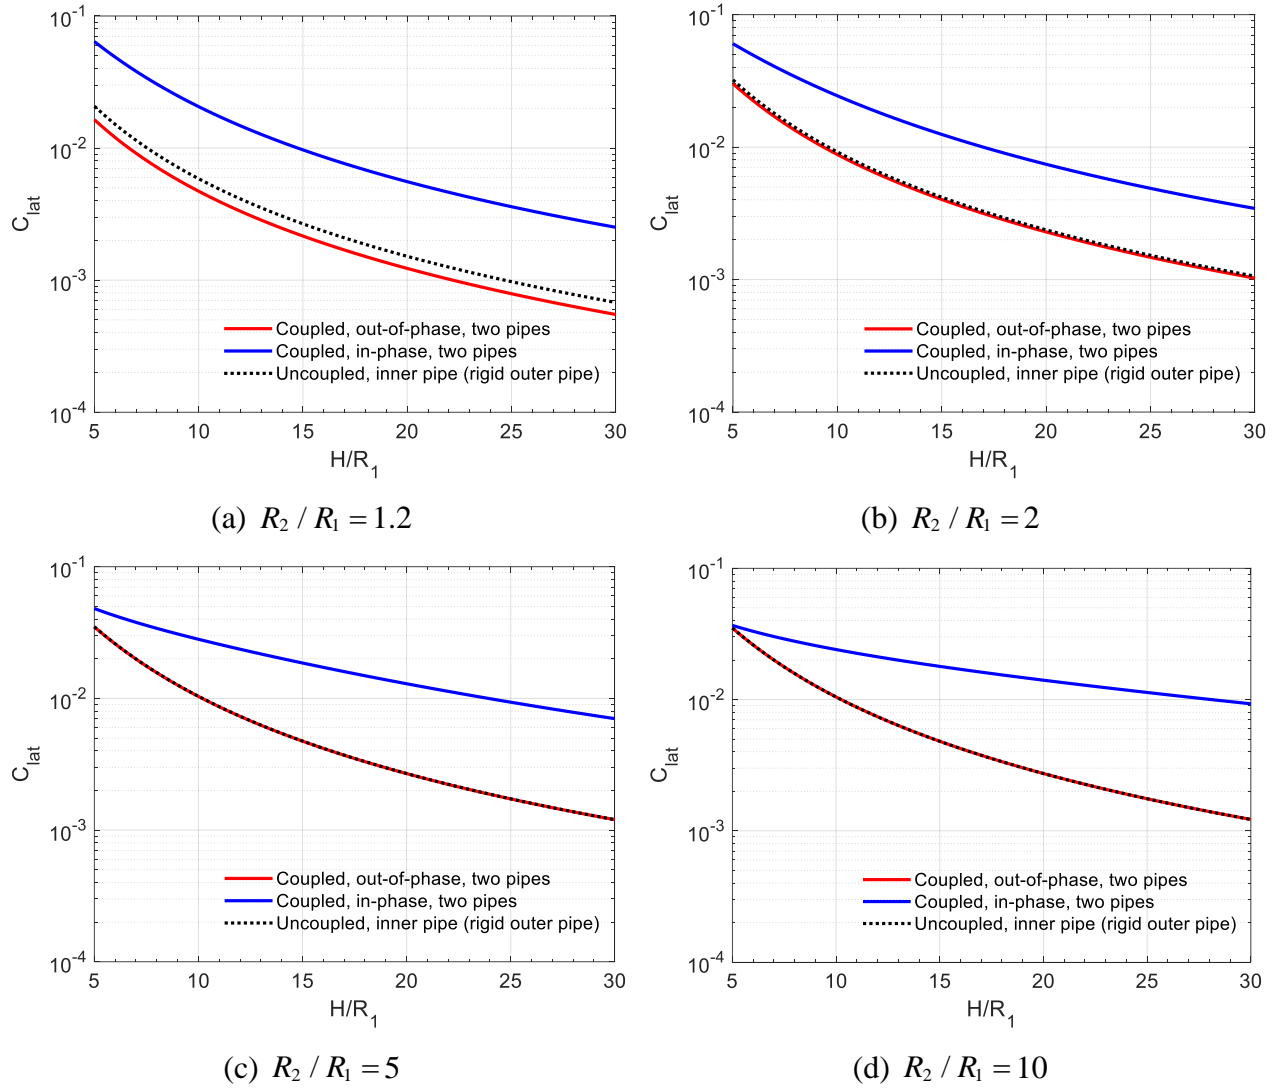 10^-1
10^-2
10^-3
10^-4
C_lat
5 10 15 20 25 30
H/R_1
Coupled, out-of-phase, two pipes
Coupled, in-phase, two pipes
Uncoupled, inner pipe (rigid outer pipe)
(a) R_2 / R_1 = 1.2
10^-1
10^-2
10^-3
10^-4
C_lat
5 10 15 20 25 30
H/R_1
Coupled, out-of-phase, two pipes
Coupled, in-phase, two pipes
Uncoupled, inner pipe (rigid outer pipe)
(b) R_2 / R_1 = 2
10^-1
10^-2
10^-3
10^-4
C_lat
5 10 15 20 25 30
H/R_1
Coupled, out-of-phase, two pipes
Coupled, in-phase, two pipes
Uncoupled, inner pipe (rigid outer pipe)
(c) R_2 / R_1 = 5
10^-1
10^-2
10^-3
10^-4
C_lat
5 10 15 20 25 30
H/R_1
Coupled, out-of-phase, two pipes
Coupled, in-phase, two pipes
Uncoupled, inner pipe (rigid outer pipe)
(d) R_2 / R_1 = 10